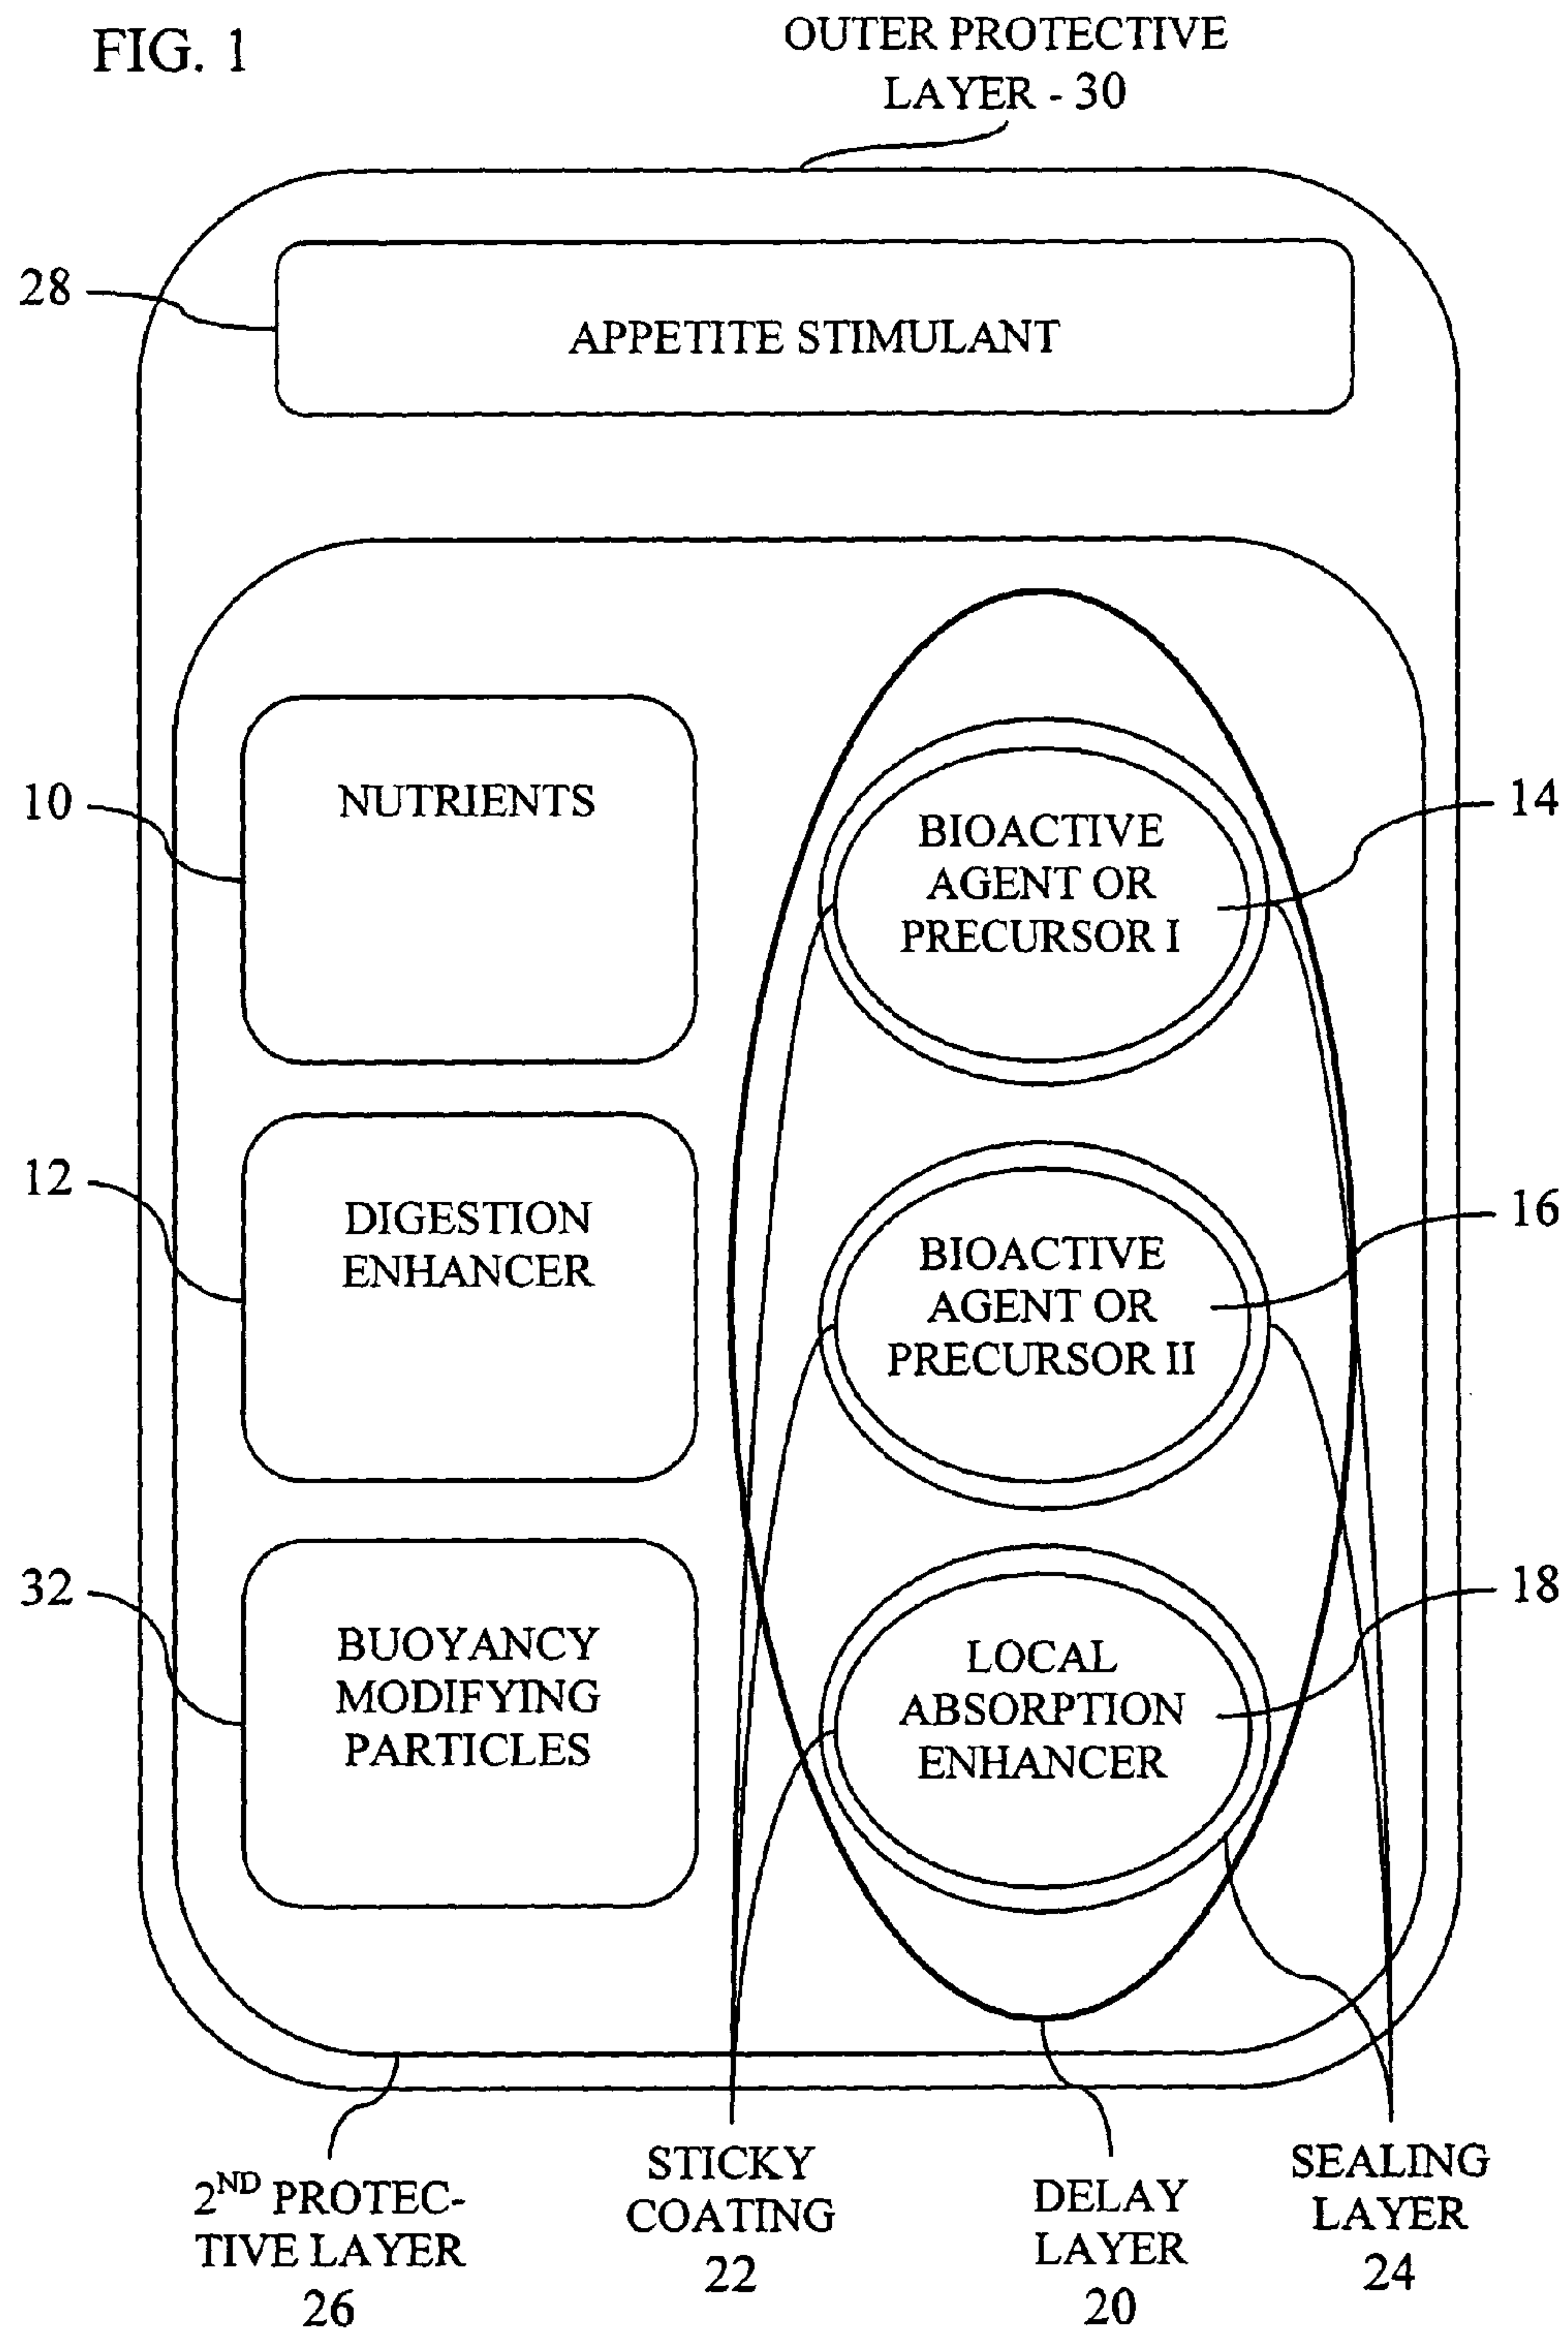 FIG. 1
OUTER PROTECTIVE
LAYER - 30
28
APPETITE STIMULANT
10
NUTRIENTS
BIOACTIVE
AGENT OR
PRECURSOR I
14
12
DIGESTION
ENHANCER
BIOACTIVE
AGENT OR
PRECURSOR II
16
32
BUOYANCY
MODIFYING
PARTICLES
LOCAL
ABSORPTION
ENHANCER
18
2ND PROTEC-
TIVE LAYER
26
STICKY
COATING
22
DELAY
LAYER
20
SEALING
LAYER
24